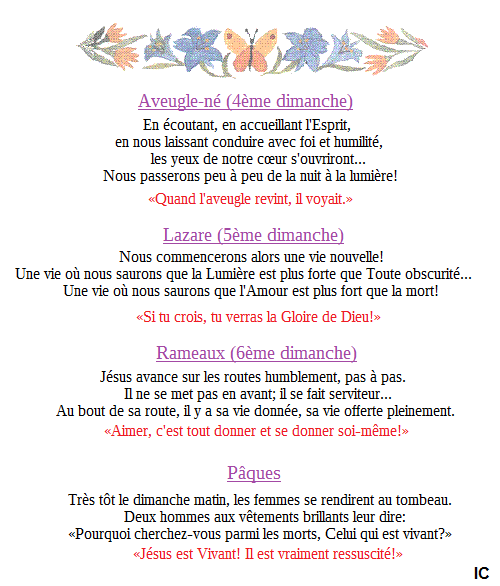 Aveugle-né (4ème dimanche)
En écoutant, en accueillant l'Esprit,
en nous laissant conduire avec foi et humilité,
les yeux de notre cœur s'ouvriront...
Nous passerons peu à peu de la nuit à la lumière!
«Quand l'aveugle revint, il voyait.»
Lazare (5ème dimanche)
Nous commencerons alors une vie nouvelle!
Une vie où nous saurons que la Lumière est plus forte que Toute obscurité...
Une vie où nous saurons que l'Amour est plus fort que la mort!
«Si tu crois, tu verras la Gloire de Dieu!»
Rameaux (6ème dimanche)
Jésus avance sur les routes humblement, pas à pas.
Il ne se met pas en avant; il se fait serviteur...
Au bout de sa route, il y a sa vie donnée, sa vie offerte pleinement.
«Aimer, c'est tout donner et se donner soi-même!»
Pâques
Très tôt le dimanche matin, les femmes se rendirent au tombeau.
Deux hommes aux vêtements brillants leur dire:
«Pourquoi cherchez-vous parmi les morts, Celui qui est vivant?»
«Jésus est Vivant! Il est vraiment ressuscité!»
IC